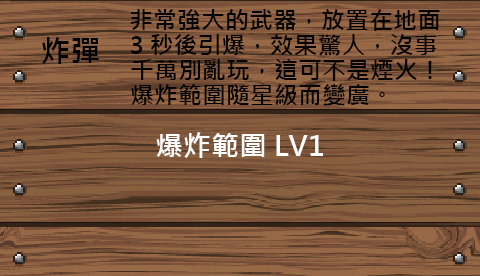 炸彈
非常強大的武器，放置在地面
3 秒後引爆，效果驚人，沒事
千萬別亂玩，這可不是煙火！
爆炸範圍隨星級而變廣。
爆炸範圍 LV1